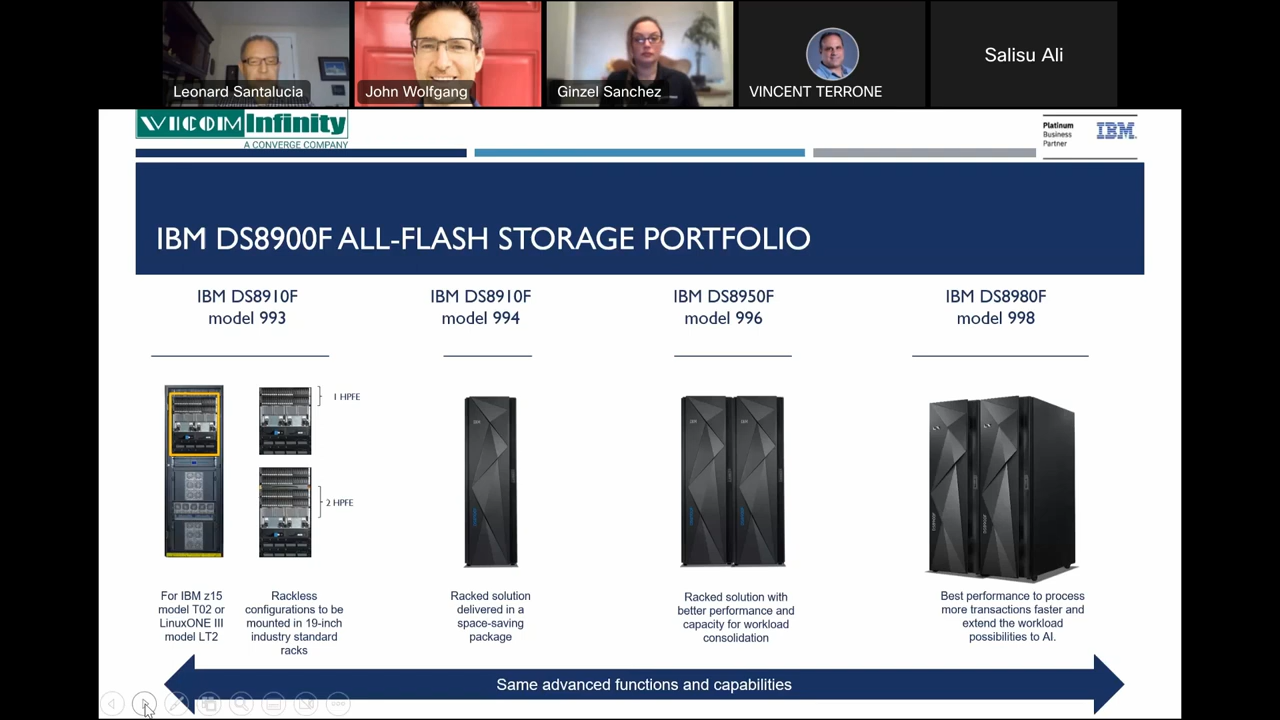 Leonard Santalucia
John Wolfgang
Ginzel Sanchez
VINCENT TERRONE
Salisu Ali
WICOM Infinity
A CONVERGE COMPANY
Platinum
Business
Partner
IBM
IBM DS8900F ALL-FLASH STORAGE PORTFOLIO
IBM DS8910F
model 993
IBM DS8910F
model 994
IBM DS8950F
model 996
IBM DS8980F
model 998
1 HPFE
2 HPFE
For IBM z15
model T02 or
LinuxONE III
model LT2
Rackless
configurations to be
mounted in 19-inch
industry standard
racks
Racked solution
delivered in a
space-saving
package
Racked solution with
better performance and
capacity for workload
consolidation
Best performance to process
more transactions faster and
extend the workload
possibilities to AI.
Same advanced functions and capabilities